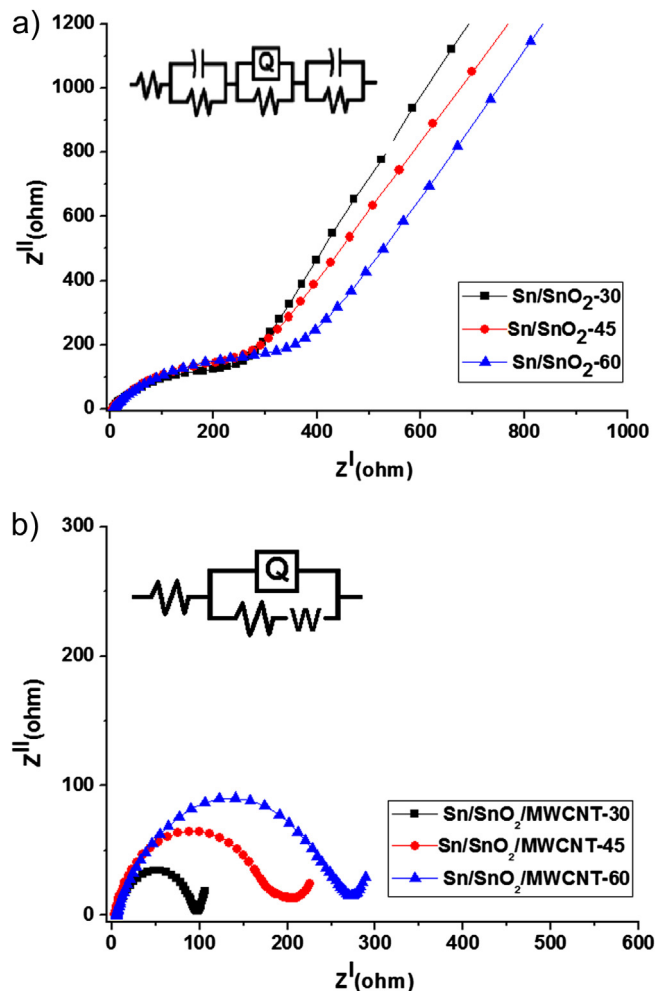 a)
1200
1000
800
600
400
200
0
Z^II(ohm)
Q
Sn/SnO₂-30
Sn/SnO₂-45
Sn/SnO₂-60
0 200 400 600 800 1000
Z^I(ohm)
b)
300
200
100
0
Z^II(ohm)
Q
W
Sn/SnO₂/MWCNT-30
Sn/SnO₂/MWCNT-45
Sn/SnO₂/MWCNT-60
0 100 200 300 400 500 600
Z^I(ohm)